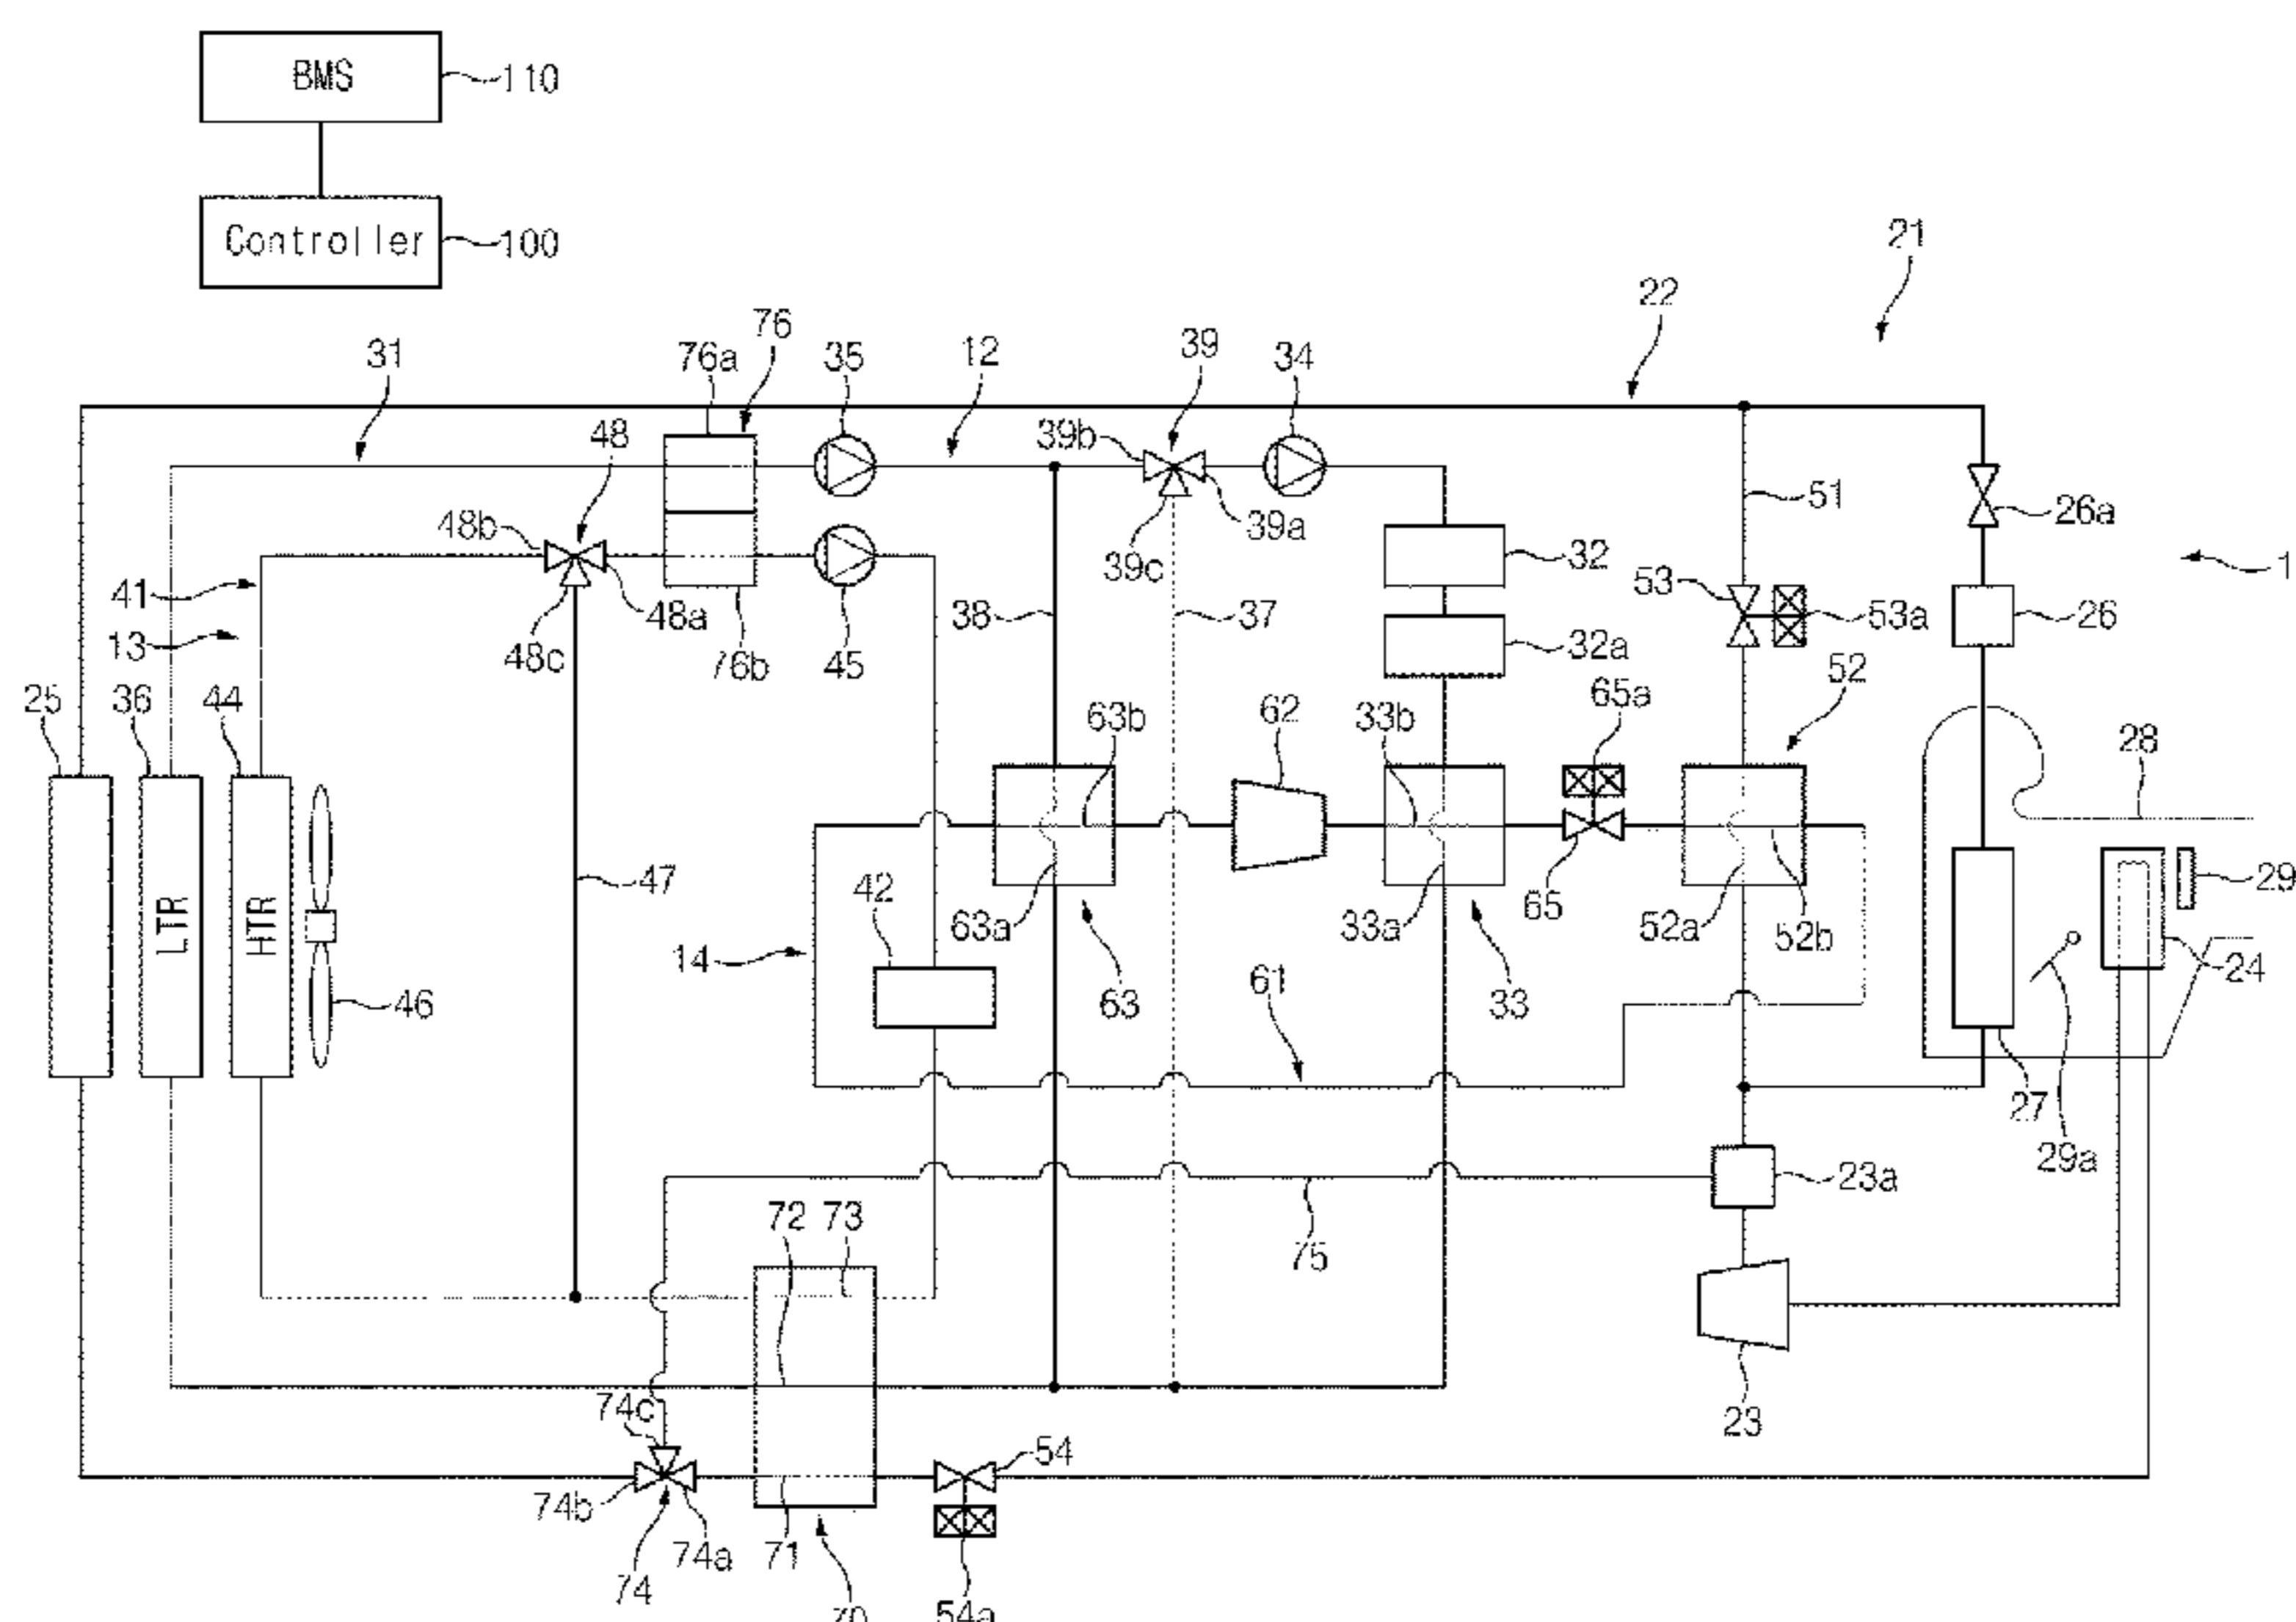 BMS 110
Controller 100
21
22
31 76a 76 35 12 39 34
48 39b
48b 39a 51 26a
39c 32 1
41 48a 38 37 53 53a 26
13 48c 76b 45 32a
25 36 44 63b 62 33b 65a 52
28
47
42 65 29
LTR HTR 63a 33a 52a 52b
14 24
46 63 61 33
27
29a
23a
72 73 75
74c 23
54
74b
74a 71
74 70 54a